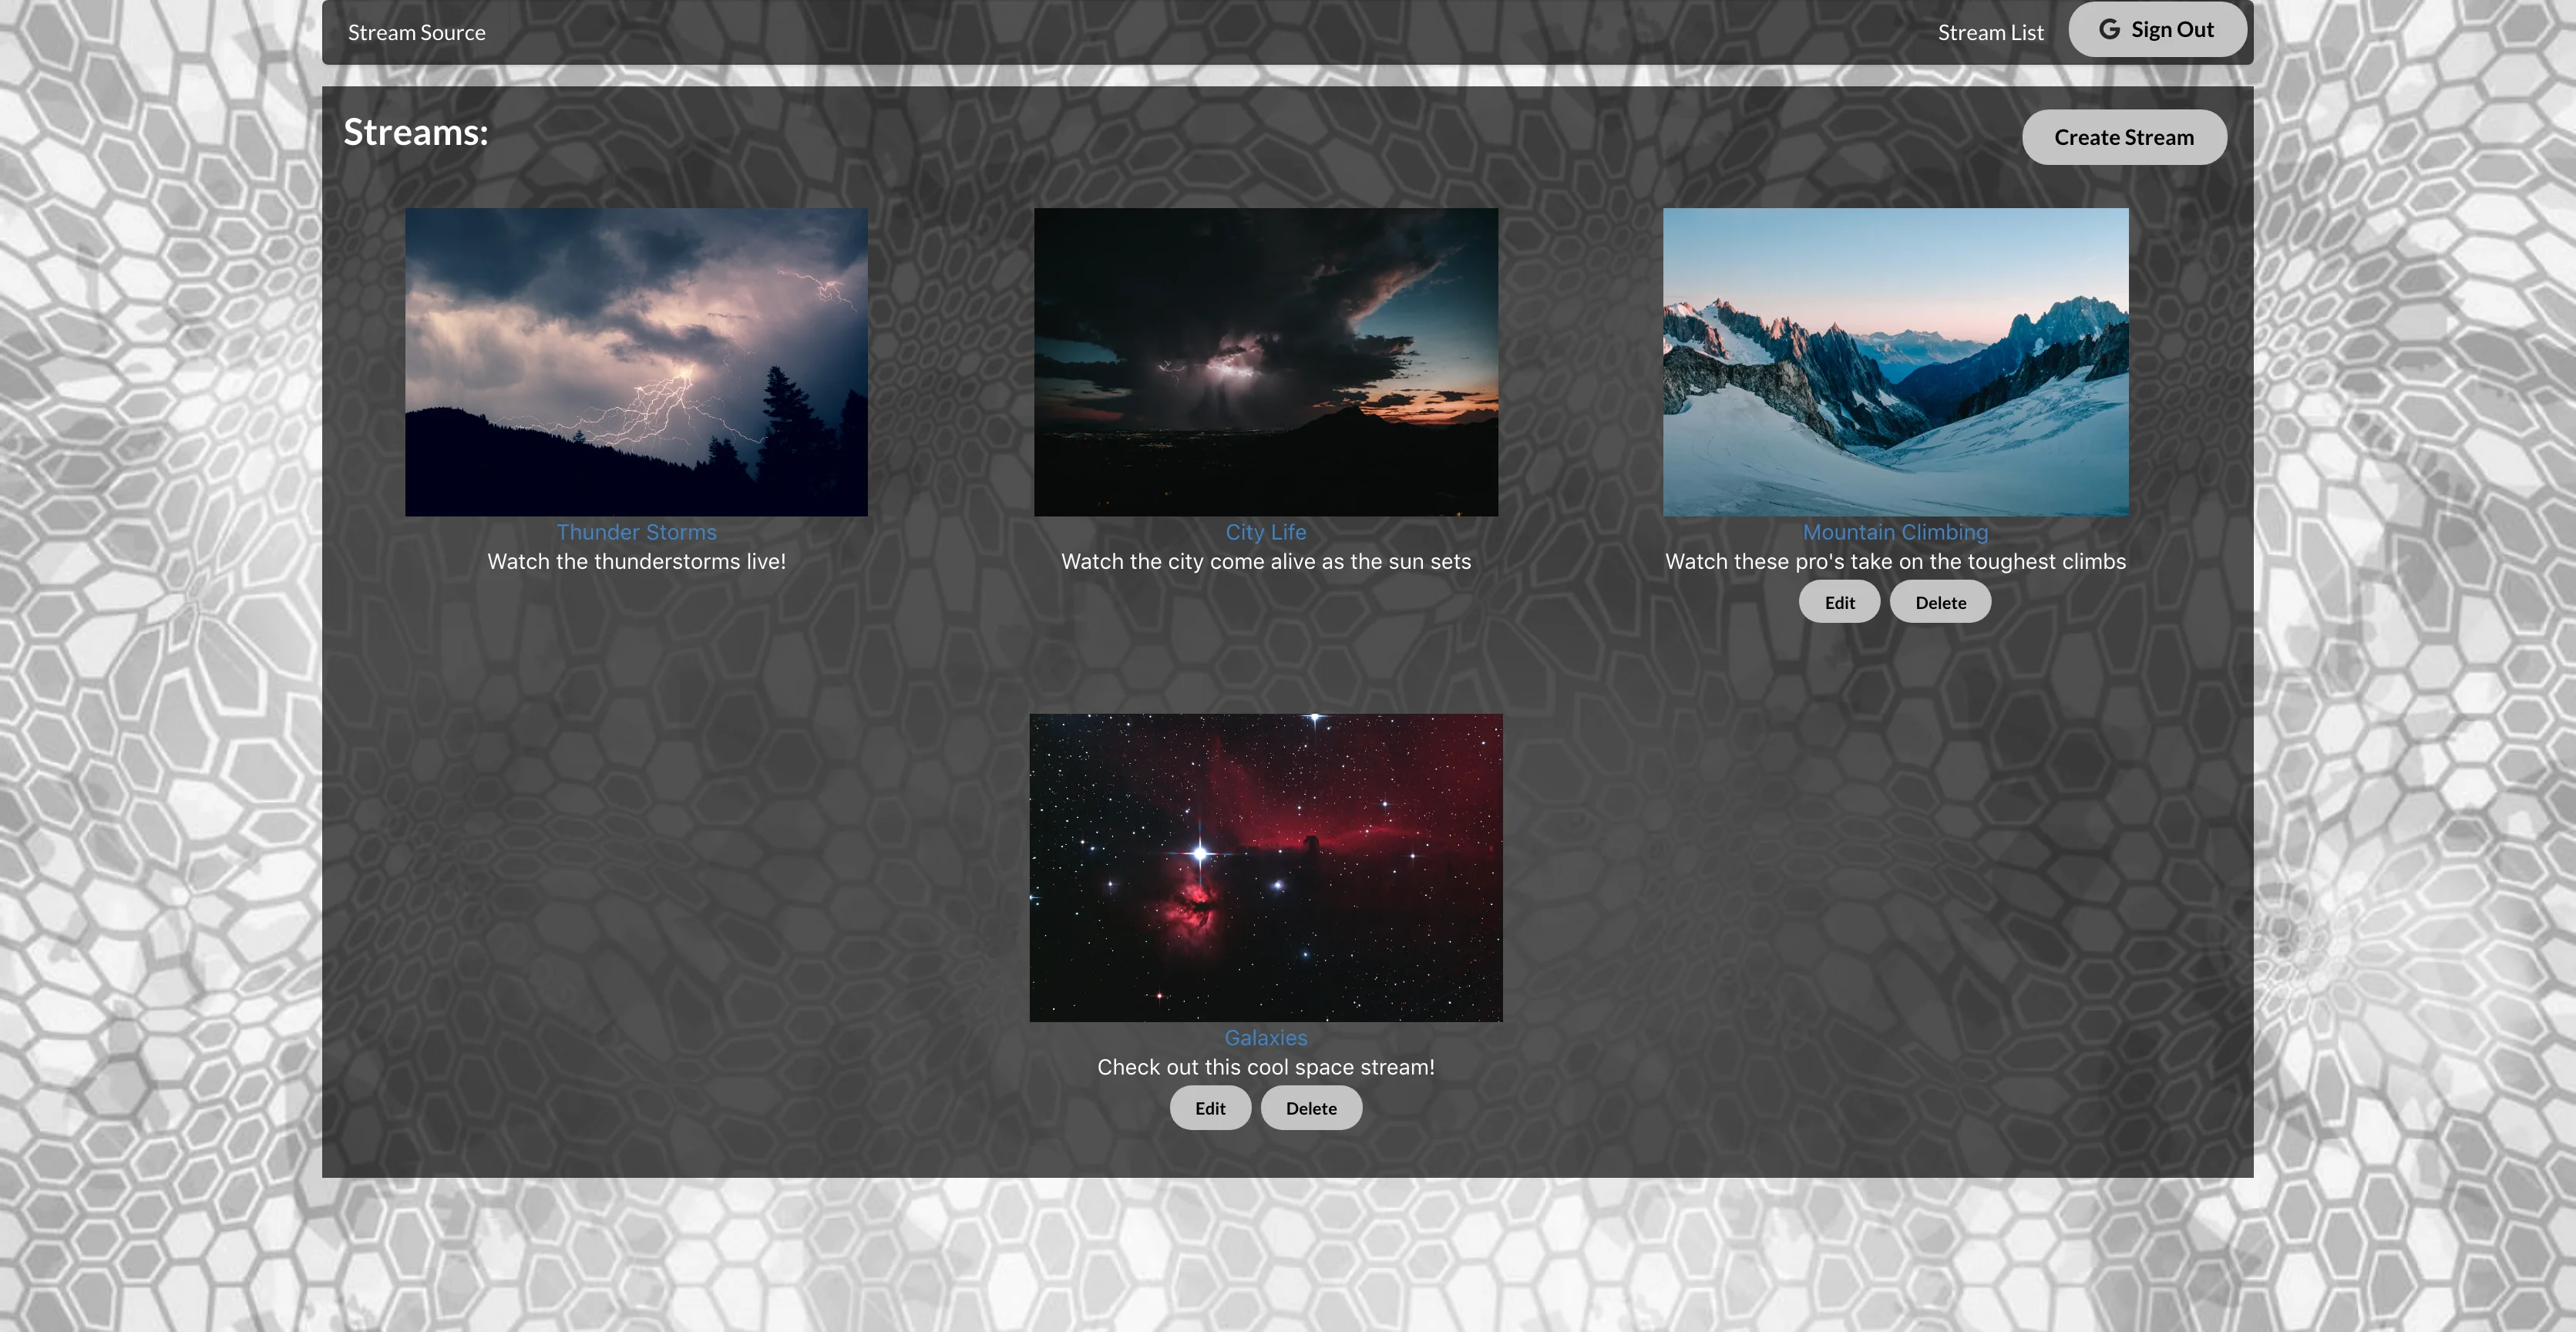 Stream Source
Stream List
Sign Out
Streams:
Create Stream
Thunder Storms
Watch the thunderstorms live!
City Life
Watch the city come alive as the sun sets
Mountain Climbing
Watch these pro's take on the toughest climbs
Edit
Delete
Galaxies
Check out this cool space stream!
Edit
Delete